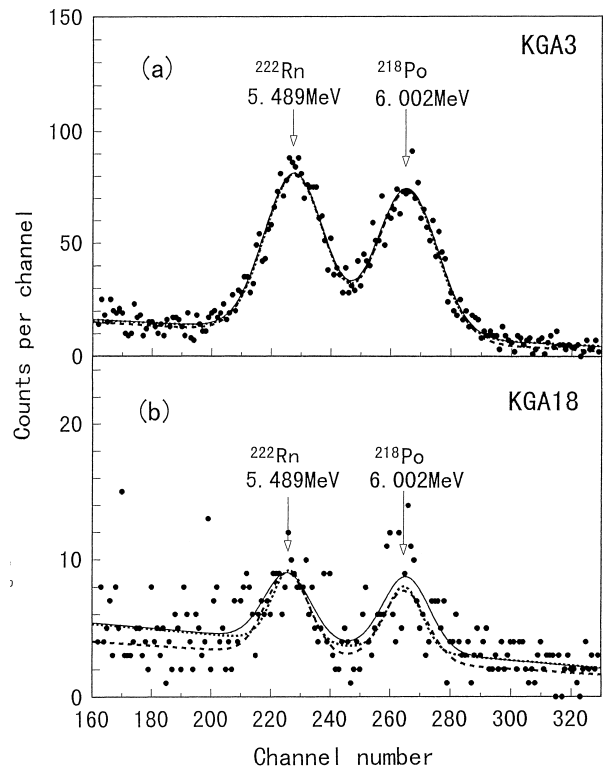 150
(a)
KGA3
222Rn
218Po
5.489MeV
6.002MeV
100
50
0
Counts per channel
(b)
KGA18
20
222Rn
218Po
5.489MeV
6.002MeV
10
0
160 180 200 220 240 260 280 300 320
Channel number